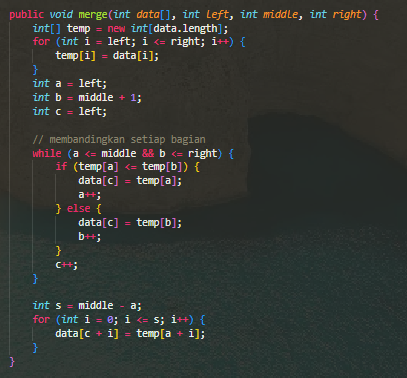 public void merge(int data[], int left, int middle, int right) {
    int[] temp = new int[data.length];
    for (int i = left; i <= right; i++) {
        temp[i] = data[i];
    }
    int a = left;
    int b = middle + 1;
    int c = left;

    // membandingkan setiap bagian
    while (a <= middle && b <= right) {
        if (temp[a] <= temp[b]) {
            data[c] = temp[a];
            a++;
        } else {
            data[c] = temp[b];
            b++;
        }
        c++;
    }

    int s = middle - a;
    for (int i = 0; i <= s; i++) {
        data[c + i] = temp[a + i];
    }
}